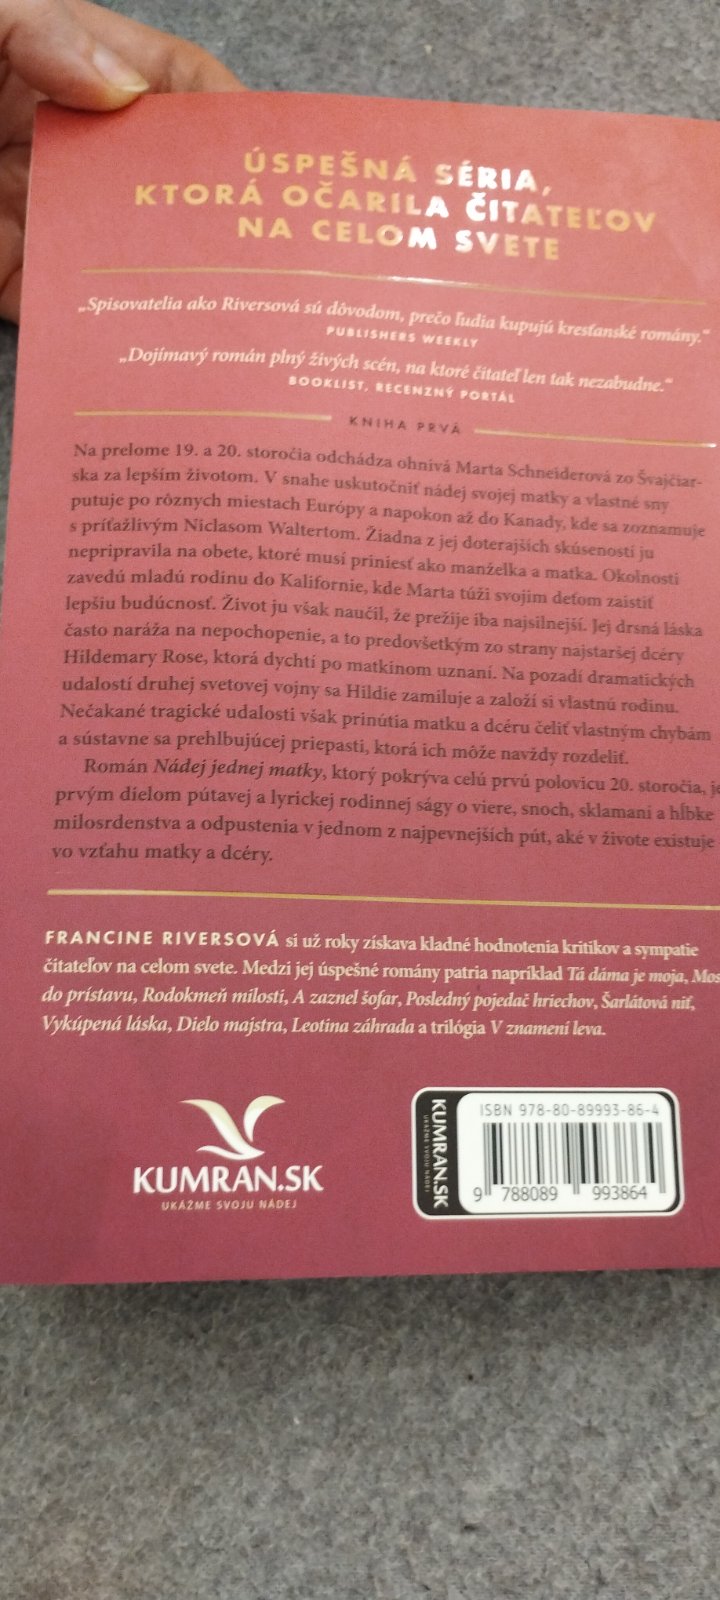 ÚSPEŠNÁ SÉRIA,
KTORÁ OČARILA ČITATEĽOV
NA CELOM SVETE
„Spisovatelia ako Riversová sú dôvodom, prečo ľudia kupujú kresťanské romány.“
PUBLISHERS WEEKLY
„Dojímavý román plný živých scén, na ktoré čitateľ len tak nezabudne.“
BOOKLIST, RECENZNÝ PORTÁL
KNIHA PRVÁ
Na prelome 19. a 20. storočia odchádza ohnivá Marta Schneiderová zo Švajčiar-
ska za lepším životom. V snahe uskutočniť nádej svojej matky a vlastné sny
putuje po rôznych miestach Európy a napokon až do Kanady, kde sa zoznamuje
s príťažlivým Niclasom Waltertom. Žiadna z jej doterajších skúseností ju
nepripravila na obete, ktoré musí priniesť ako manželka a matka. Okolnosti
zavedú mladú rodinu do Kalifornie, kde Marta túži svojim deťom zaistiť
lepšiu budúcnosť. Život ju však naučil, že prežije iba najsilnejší. Jej drsná láska
často naráža na nepochopenie, a to predovšetkým zo strany najstaršej dcéry
Hildemary Rose, ktorá dychtí po matkinom uznaní. Na pozadí dramatických
udalostí druhej svetovej vojny sa Hildie zamiluje a založí si vlastnú rodinu.
Nečakané tragické udalosti však prinútia matku a dcéru čeliť vlastným chybám
a sústavne sa prehlbujúcej priepasti, ktorá ich môže navždy rozdeliť.
Román Nádej jednej matky, ktorý pokrýva celú prvú polovicu 20. storočia, je
prvým dielom pútavej a lyrickej rodinnej ságy o viere, snoch, sklamaní a hĺbke
milosrdenstva a odpustenia v jednom z najpevnejších pút, aké v živote existuje
vo vzťahu matky a dcéry.
FRANCINE RIVERSOVÁ si už roky získava kladné hodnotenia kritikov a sympatie
čitateľov na celom svete. Medzi jej úspešné romány patria napríklad Tá dáma je moja, Mos
do prístavu, Rodokmeň milosti, A zaznel šofar, Posledný pojedač hriechov, Šarlátová niť,
Vykúpená láska, Dielo majstra, Leotina záhrada a trilógia V znamení leva.
KUMRAN.SK
UKÁŽME SVOJU NÁDEJ
KUMRAN.SK
UKÁŽME SVOJU NÁDEJ
ISBN 978-80-89993-86-4
9 788089 993864